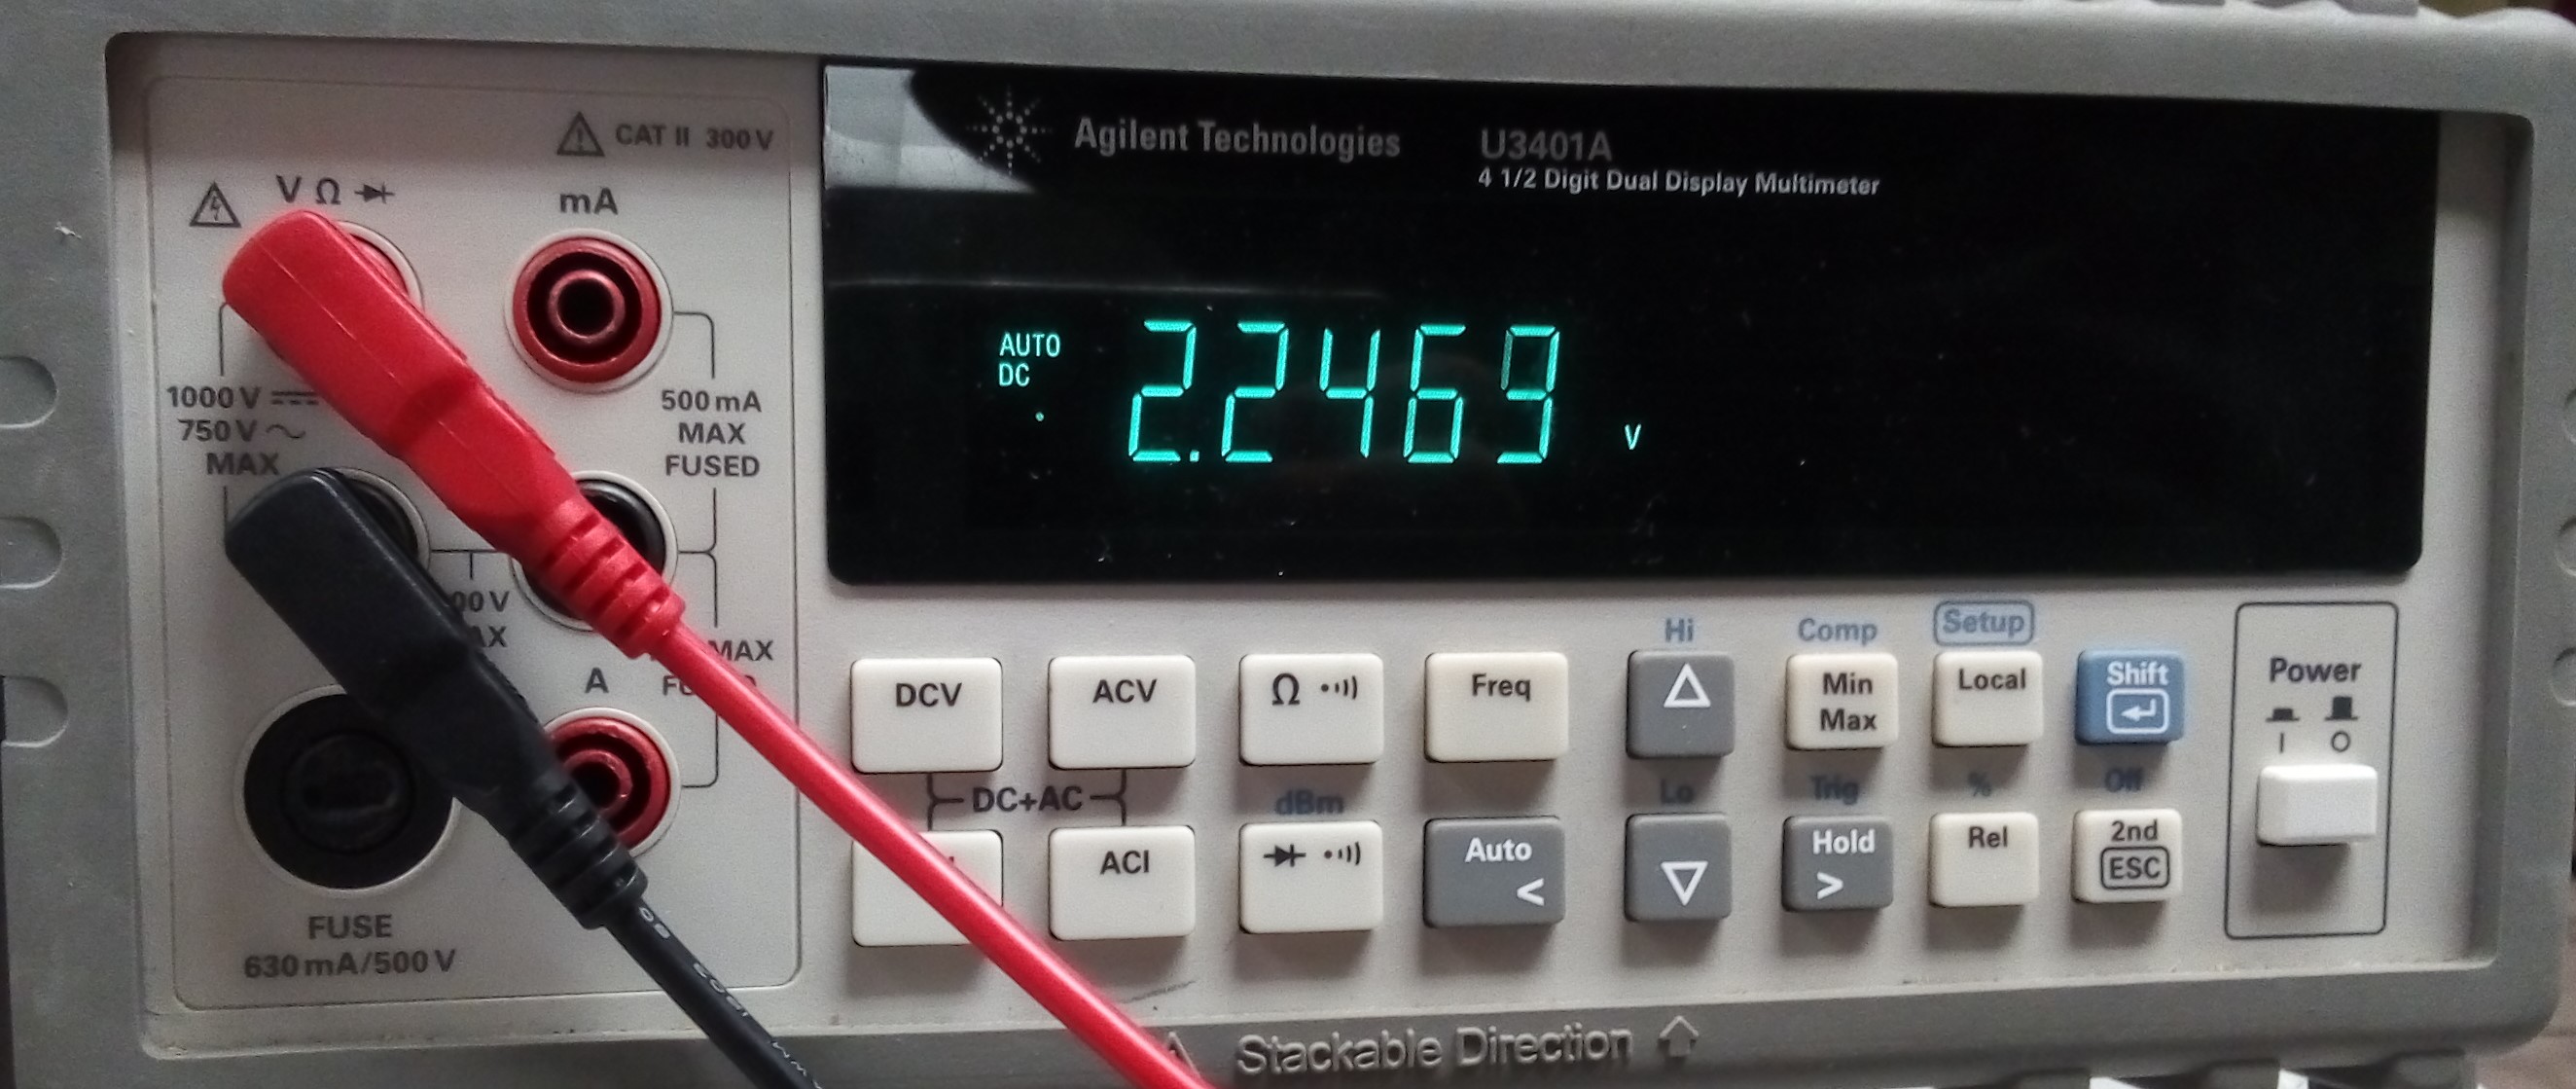 CAT II 300 V
V Ω
mA
1000 V
750 V
MAX
500 mA
MAX
FUSED
MAX
A
FUSE
630 mA/500 V
Agilent Technologies
U3401A
4 1/2 Digit Dual Display Multimeter
AUTO
DC
2.2469
V
Hi
Comp
Setup
DCV
ACV
Ω
Freq
Min
Max
Local
Shift
Power
I O
DC+AC
dBm
Lo
Trig
%
Off
ACI
Auto
<
Hold
>
Rel
2nd
ESC
Stackable Direction